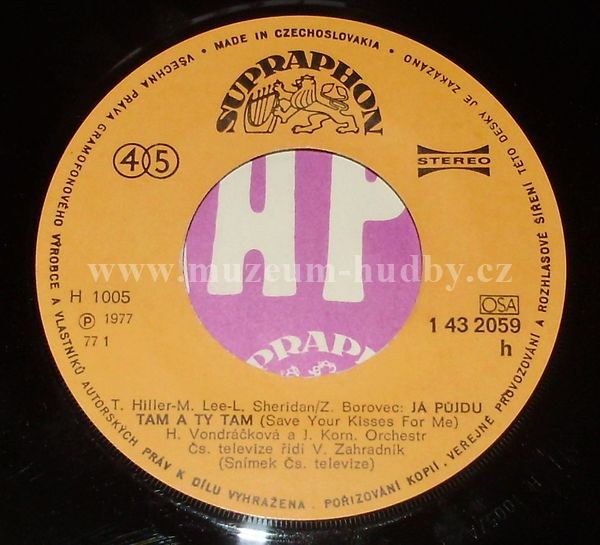 • MADE IN CZECHOSLOVAKIA •
VŠECHNA PRÁVA GRAMOFONOVÉHO VÝROBCE A VLASTNÍKŮ AUTORSKÝCH PRÁV K DÍLU VYHRAŽENA. POŘIZOVÁNÍ KOPIÍ, VEŘEJNÉ PROVOZOVÁNÍ A ROZHLASOVÉ ŠÍŘENÍ TÉTO DESKY JE ZAKÁZÁNO
SUPRAPHON
45
STEREO
HP
www.muzeum-hudby.cz
H 1005
OSA
Ⓟ 1977
1 43 2059
77 1
h
SUPRAPH
T. Hiller-M. Lee-L. Sheridan/Z. Borovec: JÁ PŮJDU
TAM A TY TAM (Save Your Kisses For Me)
H. Vondráčková a J. Korn. Orchestr
Čs. televize řídí V. Zahradník
(Snímek Čs. televize)